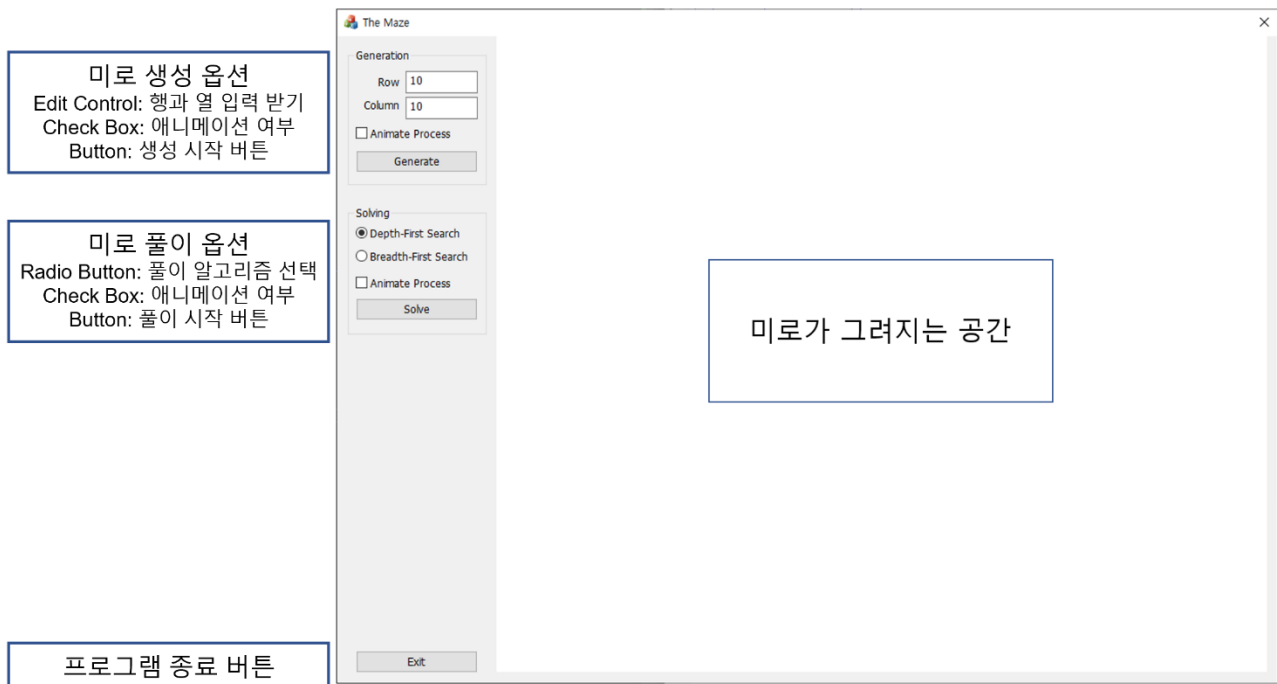 미로 생성 옵션
Edit Control: 행과 열 입력 받기
Check Box: 애니메이션 여부
Button: 생성 시작 버튼
미로 풀이 옵션
Radio Button: 풀이 알고리즘 선택
Check Box: 애니메이션 여부
Button: 풀이 시작 버튼
프로그램 종료 버튼
The Maze
Generation
Row 10
Column 10
Animate Process
Generate
Solving
Depth-First Search
Breadth-First Search
Animate Process
Solve
Exit
미로가 그려지는 공간